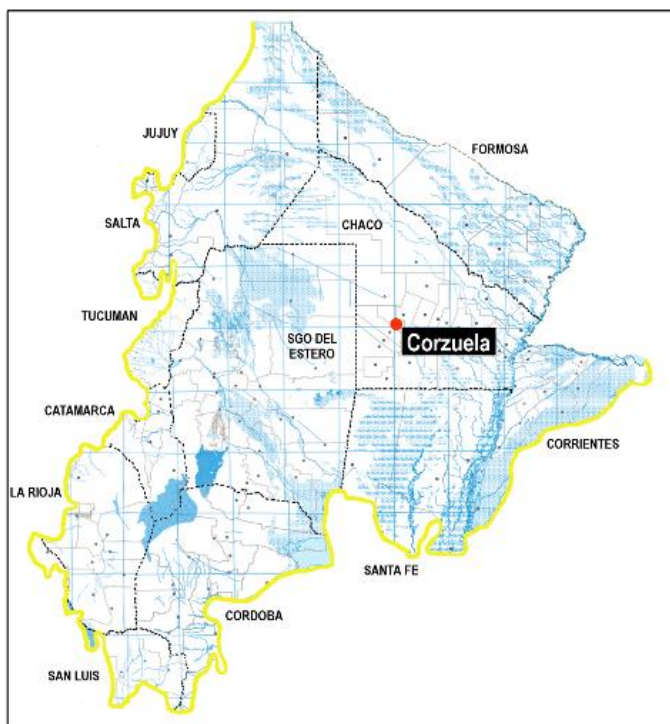 JUJUY
FORMOSA
SALTA
CHACO
TUCUMAN
SGO DEL
ESTERO
Corzuela
CATAMARCA
CORRIENTES
LA RIOJA
SANTA FE
CORDOBA
SAN LUIS